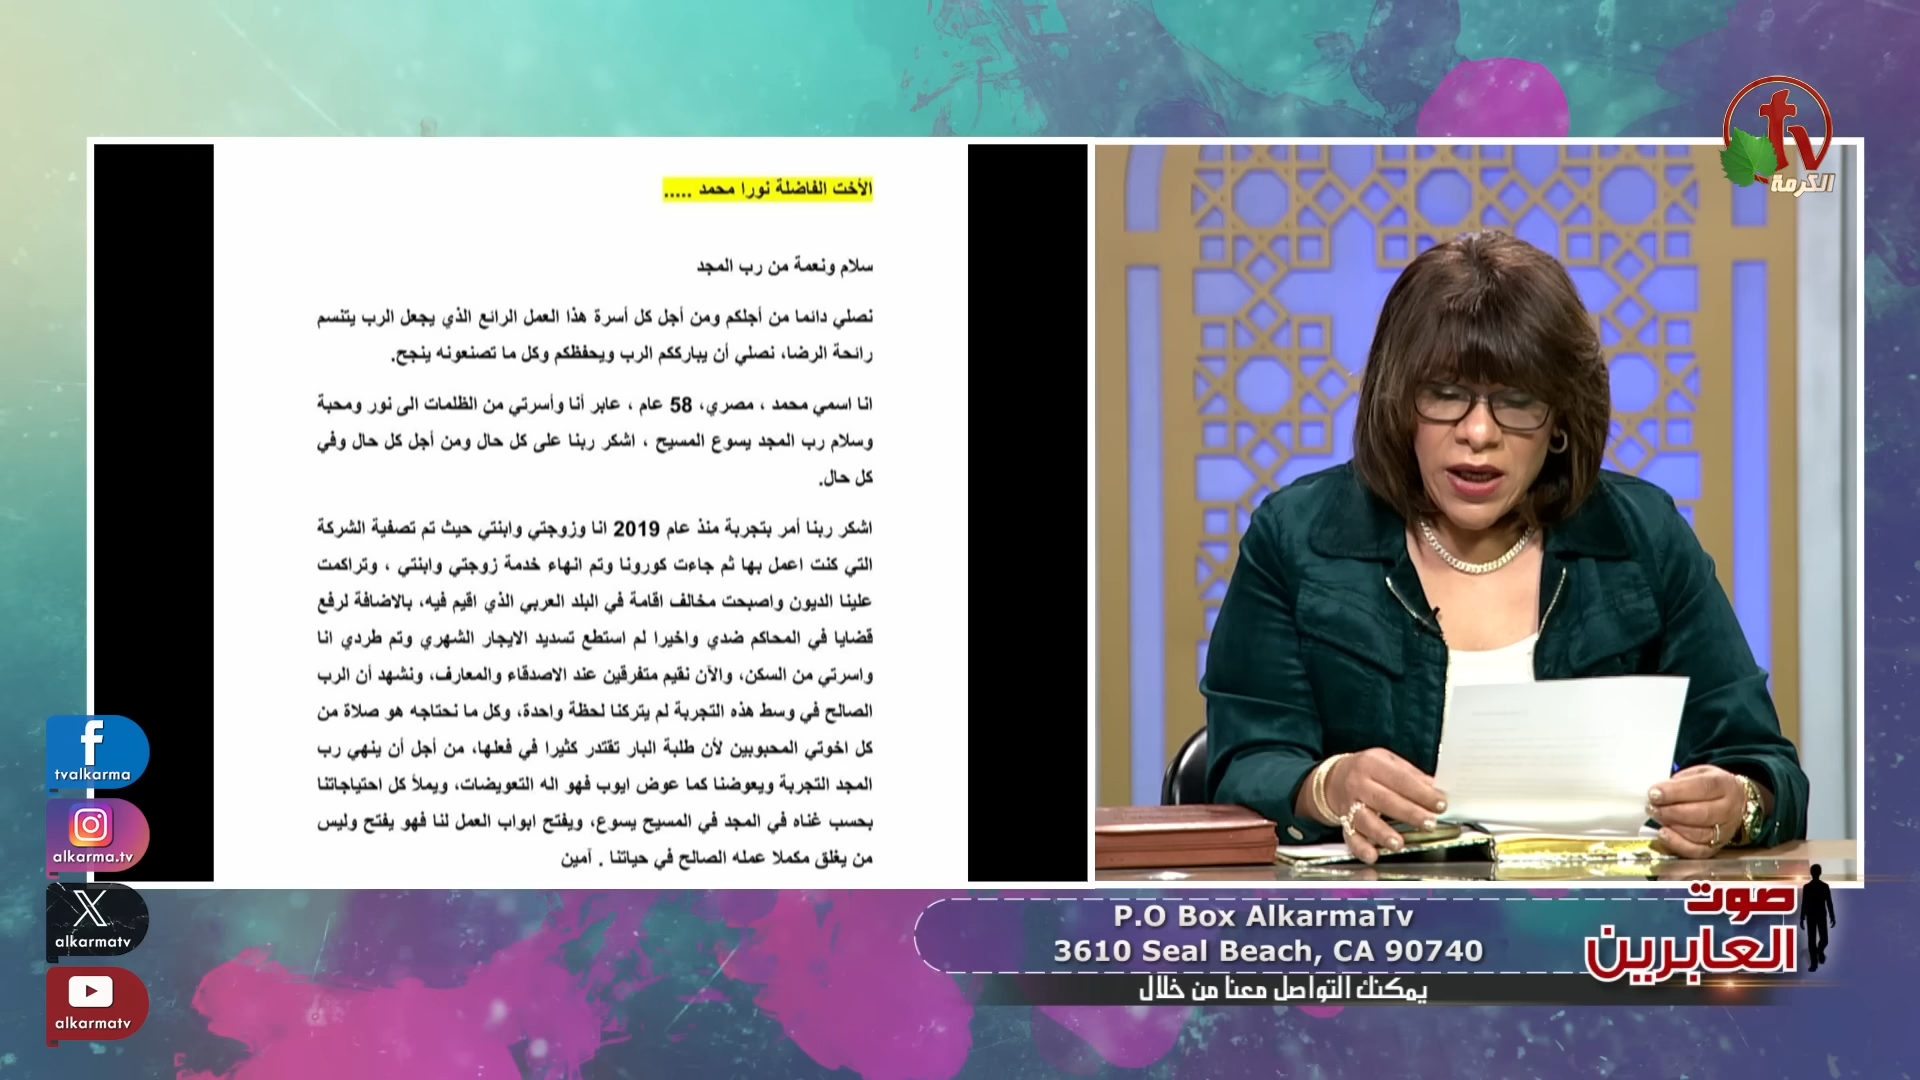 الأخت الفاضلة نورا محمد .....
سلام ونعمة من رب المجد
نصلي دائما من أجلكم ومن أجل كل أسرة هذا العمل الرائع الذي يجعل الرب يتنسم
رائحة الرضا، نصلي أن يبارككم الرب ويحفظكم وكل ما تصنعونه ينجح.
انا اسمي محمد ، مصري، 58 عام ، عابر أنا وأسرتي من الظلمات الى نور ومحبة
وسلام رب المجد يسوع المسيح ، اشكر ربنا على كل حال ومن أجل كل حال وفي
كل حال.
اشكر ربنا أمر بتجربة منذ عام 2019 انا وزوجتي وابنتي حيث تم تصفية الشركة
التي كنت اعمل بها ثم جاءت كورونا وتم انهاء خدمة زوجتي وابنتي ، وتراكمت
علينا الديون واصبحت مخالف اقامة في البلد العربي الذي اقيم فيه، بالاضافة لرفع
قضايا في المحاكم ضدي واخيرا لم استطع تسديد الايجار الشهري وتم طردي انا
واسرتي من السكن، والآن نقيم متفرقين عند الاصدقاء والمعارف، ونشهد أن الرب
الصالح في وسط هذه التجربة لم يتركنا لحظة واحدة، وكل ما نحتاجه هو صلاة من
كل اخوتي المحبوبين لأن طلبة البار تقتدر كثيرا في فعلها، من أجل أن ينهي رب
المجد التجربة ويعوضنا كما عوض ايوب فهو اله التعويضات، ويملأ كل احتياجاتنا
بحسب غناه في المجد في المسيح يسوع، ويفتح ابواب العمل لنا فهو يفتح وليس
من يغلق مكملا عمله الصالح في حياتنا . آمين
tv
الكرمة
f
tvalkarma
alkarma.tv
X
alkarmatv
alkarmatv
P.O Box AlkarmaTv
3610 Seal Beach, CA 90740
يمكنك التواصل معنا من خلال
صوت
العابرين